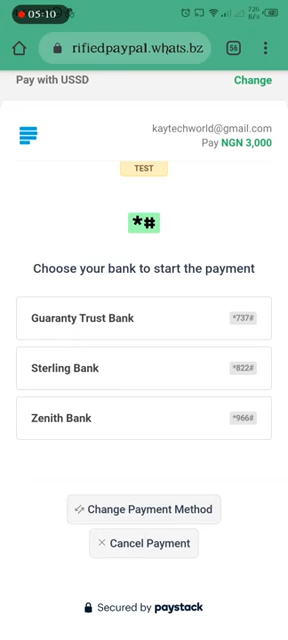 05:10
726
B/s
rifiedpaypal.whats.bz
56
Pay with USSD
Change
kaytechworld@gmail.com
Pay NGN 3,000
TEST
*#
Choose your bank to start the payment
Guaranty Trust Bank
*737#
Sterling Bank
*822#
Zenith Bank
*966#
Change Payment Method
Cancel Payment
Secured by paystack